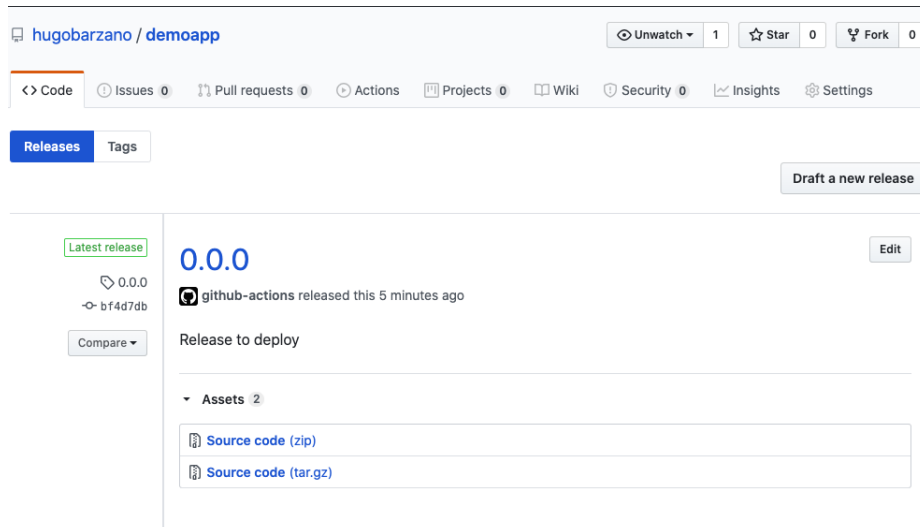 hugobarzano / demoapp
Unwatch 1 Star 0 Fork 0
Code Issues 0 Pull requests 0 Actions Projects 0 Wiki Security 0 Insights Settings
Releases Tags
Draft a new release
Latest release
0.0.0
bf4d7db
Compare
0.0.0
Edit
github-actions released this 5 minutes ago
Release to deploy
Assets 2
Source code (zip)
Source code (tar.gz)